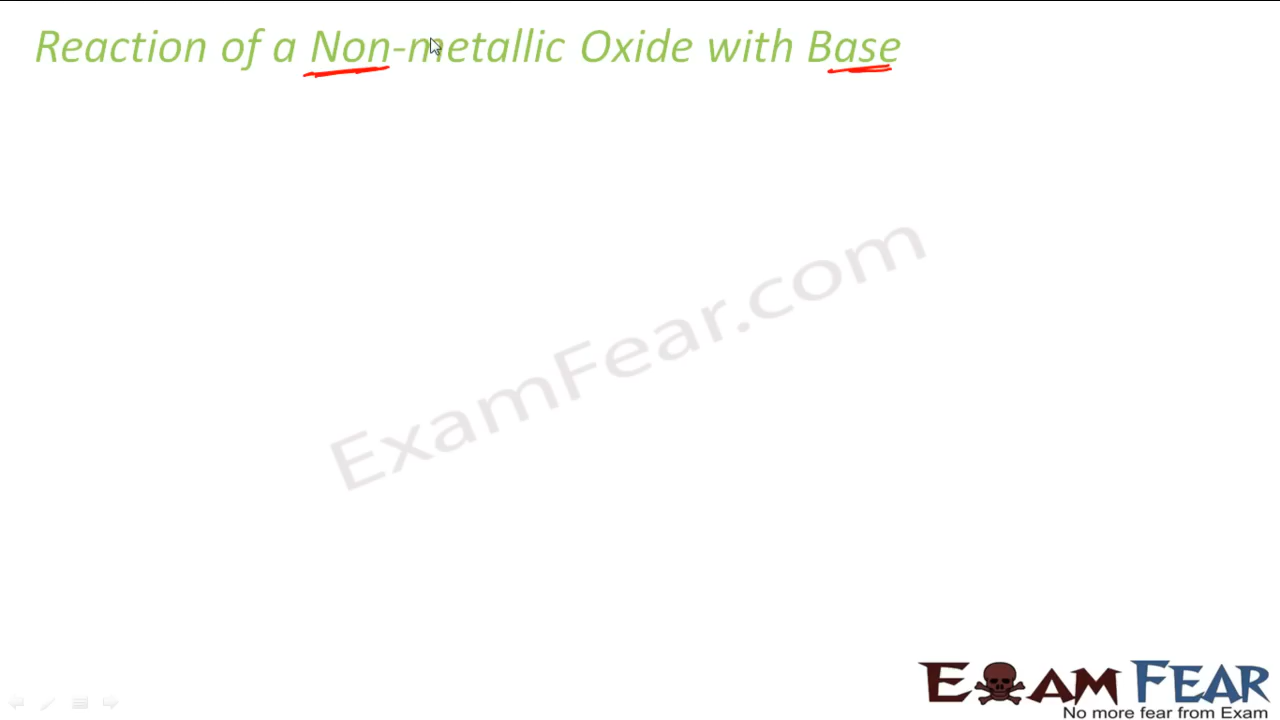 Reaction of a Non-metallic Oxide with Base
ExamFear.com
EXAM FEAR
No more fear from Exam